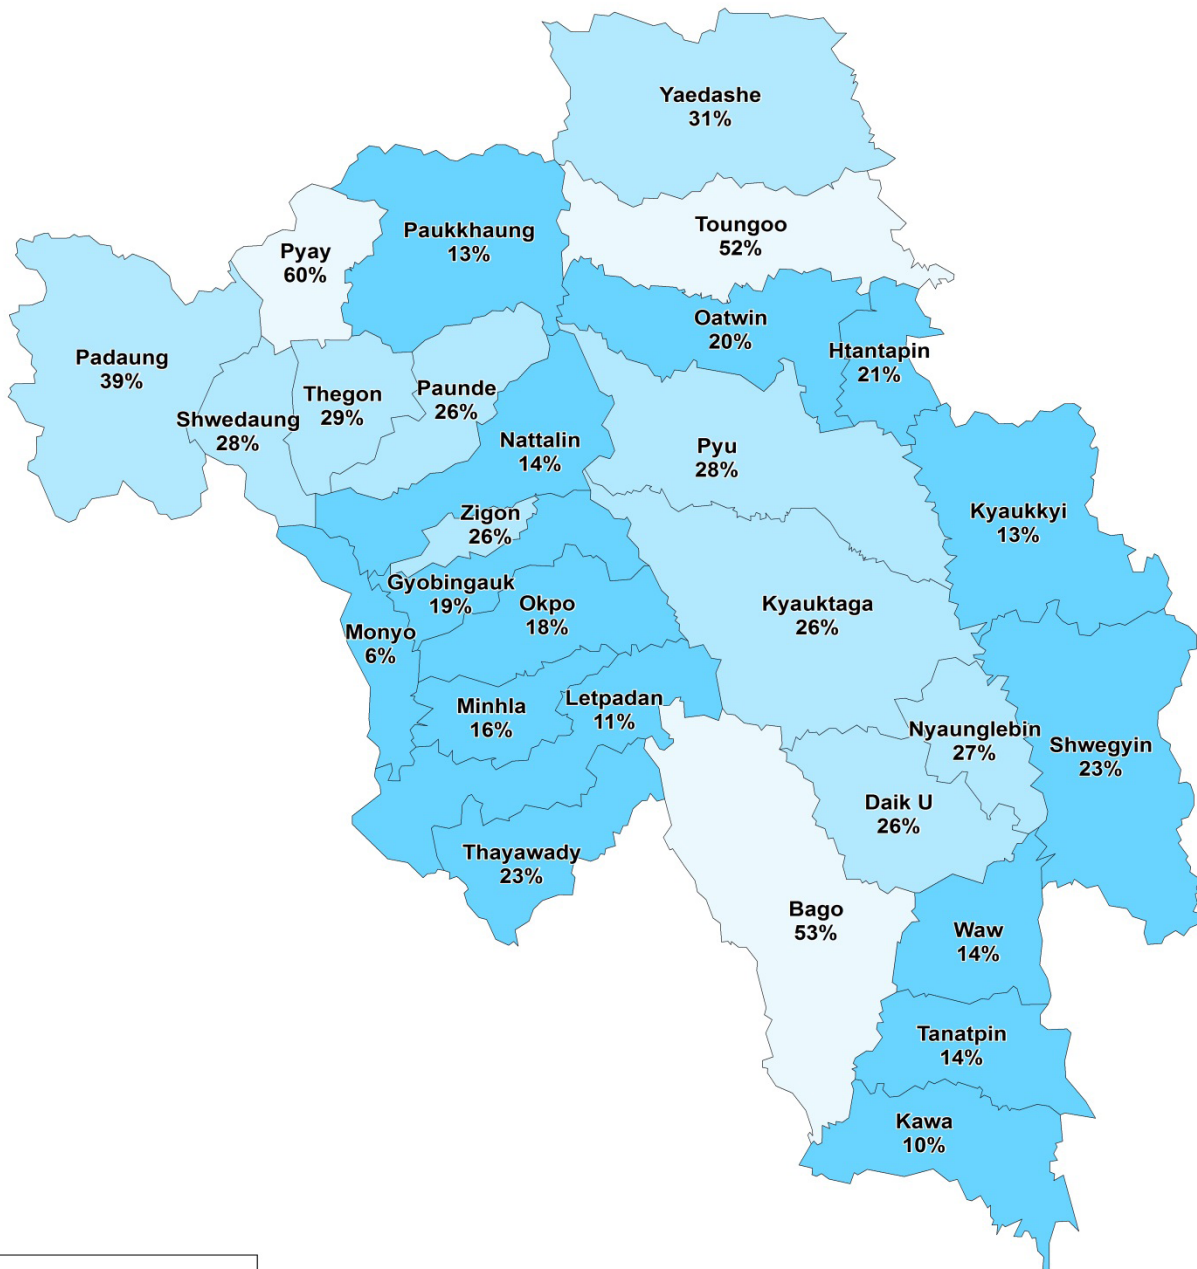 Yaedashe
31%
Toungoo
52%
Paukkhaung
13%
Pyay
60%
Oatwin
20%
Htantapin
21%
Padaung
39%
Thegon
29%
Paunde
26%
Shwedaung
28%
Nattalin
14%
Pyu
28%
Kyaukkyi
13%
Zigon
26%
Gyobingauk
19%
Okpo
18%
Kyauktaga
26%
Monyo
6%
Minhla
16%
Letpadan
11%
Nyaunglebin
27%
Shwegyin
23%
Daik U
26%
Thayawady
23%
Bago
53%
Waw
14%
Tanatpin
14%
Kawa
10%